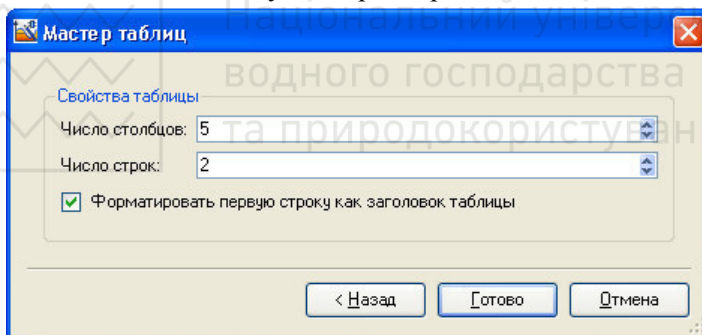 Національний універс
Мастер таблиц
водного господарства
Свойства таблицы
Число столбцов: 5
та природокористуван
Число строк: 2
Форматировать первую строку как заголовок таблицы
< Назад Готово Отмена